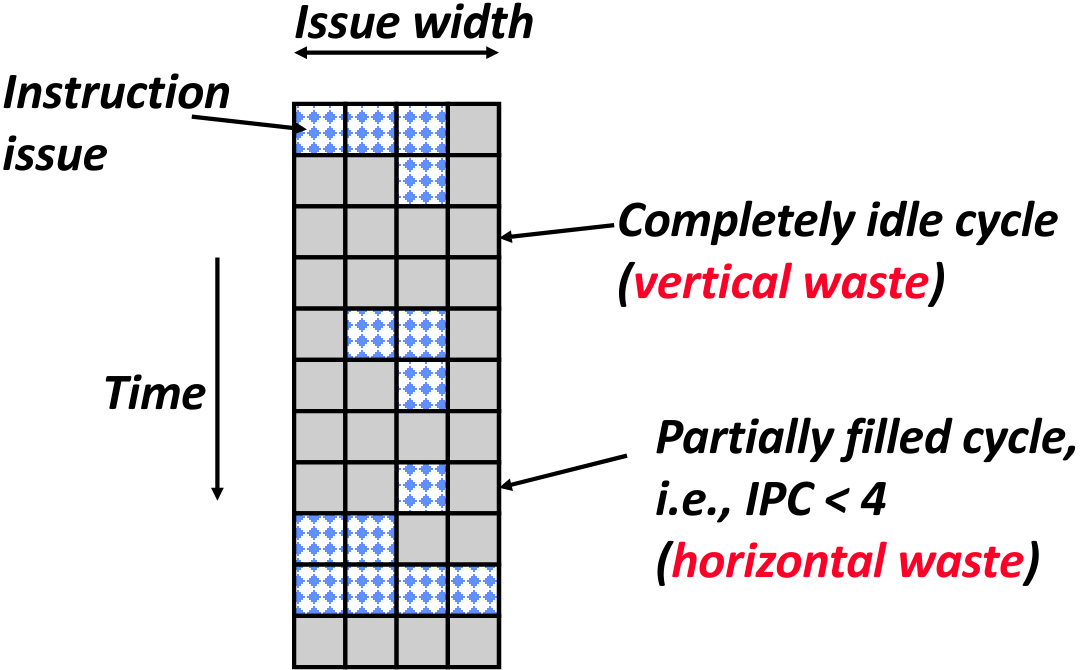 Issue width
Instruction
issue
Completely idle cycle
(vertical waste)
Time
Partially filled cycle,
i.e., IPC < 4
(horizontal waste)